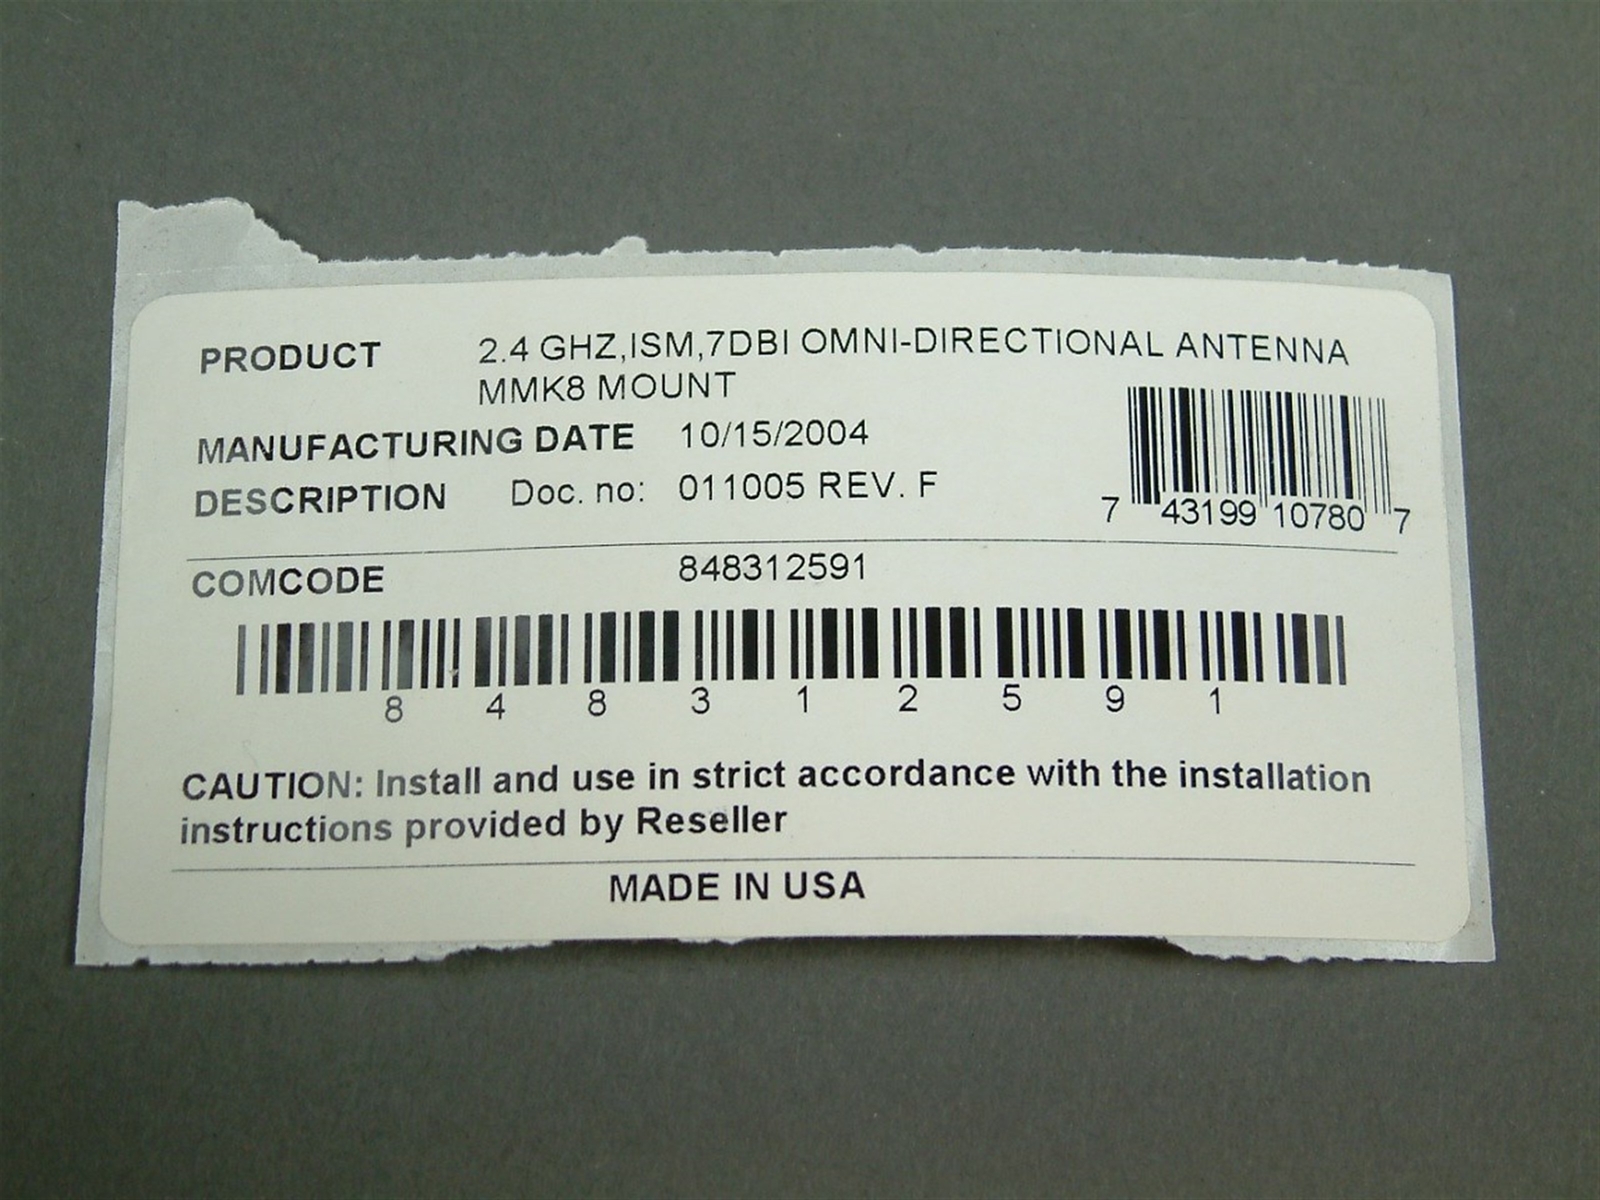 PRODUCT 2.4 GHZ,ISM,7DBI OMNI-DIRECTIONAL ANTENNA
MMK8 MOUNT
MANUFACTURING DATE 10/15/2004
DESCRIPTION Doc. no: 011005 REV. F
7 43199 10780 7
COMCODE 848312591
8 4 8 3 1 2 5 9 1
CAUTION: Install and use in strict accordance with the installation
instructions provided by Reseller
MADE IN USA